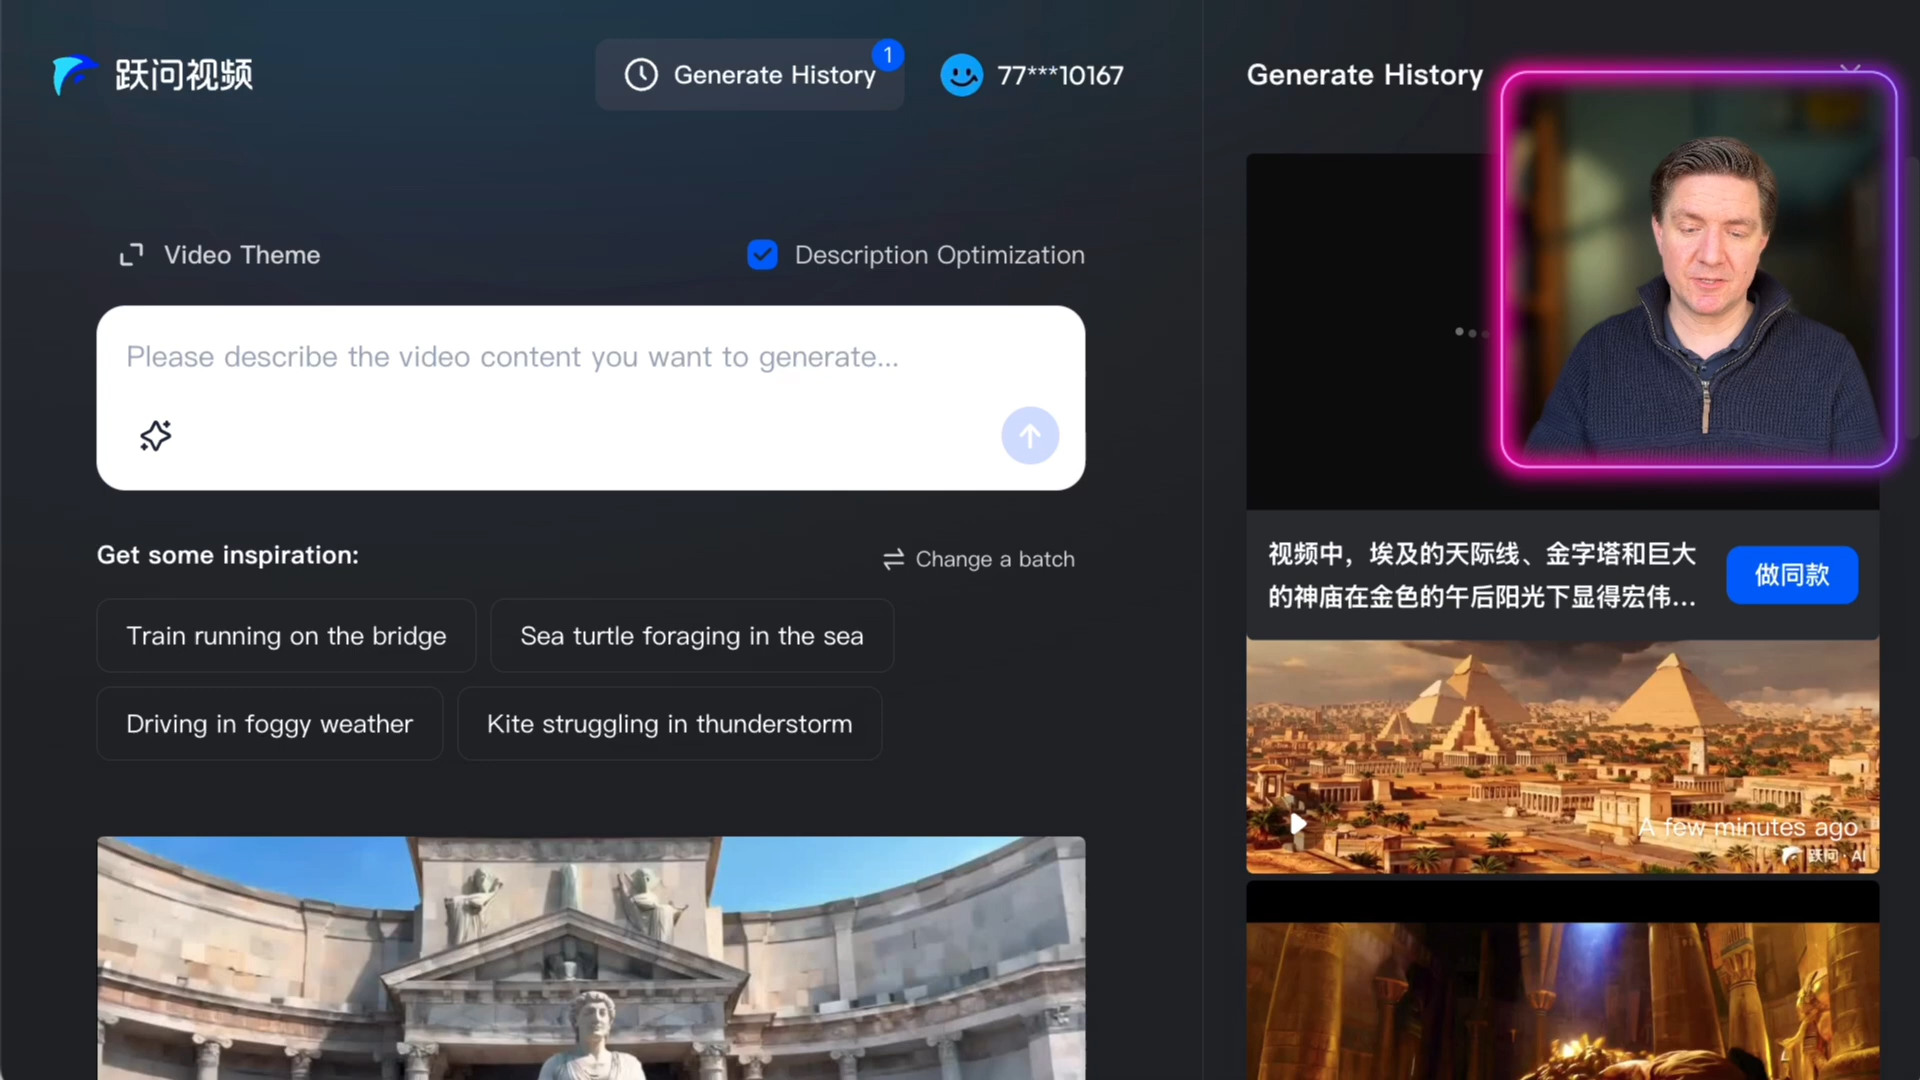 跃问视频
Generate History
1
77***10167
Generate History
Video Theme
Description Optimization
Please describe the video content you want to generate...
Get some inspiration:
Change a batch
Train running on the bridge
Sea turtle foraging in the sea
Driving in foggy weather
Kite struggling in thunderstorm
视频中，埃及的天际线、金字塔和巨大
的神庙在金色的午后阳光下显得宏伟...
做同款
A few minutes ago
跃问·AI